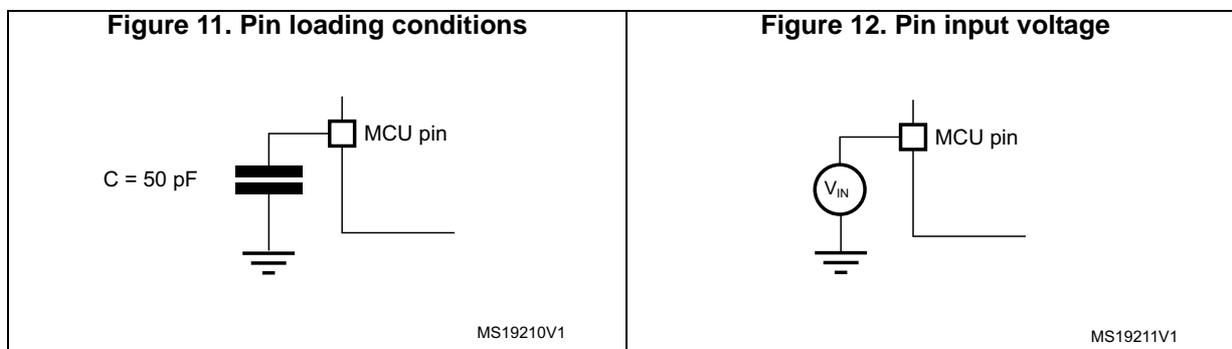 Figure 11. Pin loading conditions
MCU pin
C = 50 pF
MS19210V1
Figure 12. Pin input voltage
MCU pin
VIN
MS19211V1